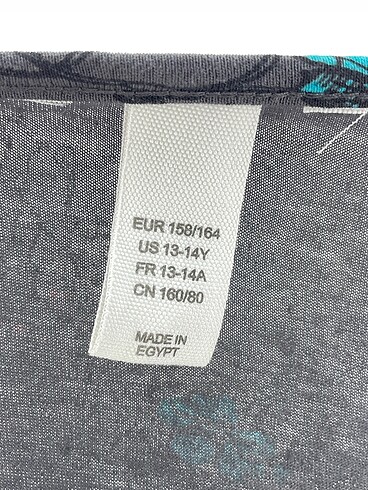 EUR 158/164
US 13-14Y
FR 13-14A
CN 160/80
MADE IN
EGYPT